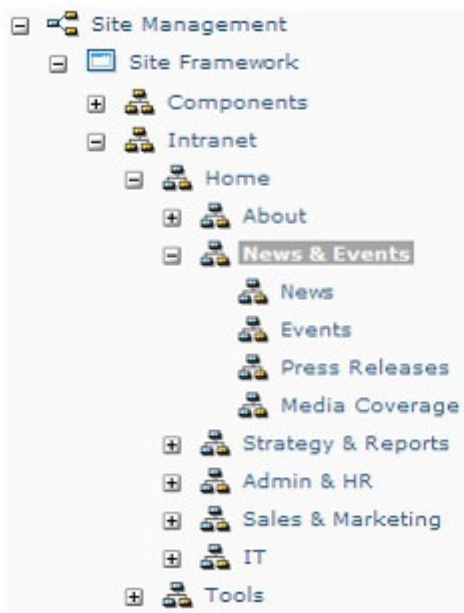 Site Management
Site Framework
Components
Intranet
Home
About
News & Events
News
Events
Press Releases
Media Coverage
Strategy & Reports
Admin & HR
Sales & Marketing
IT
Tools